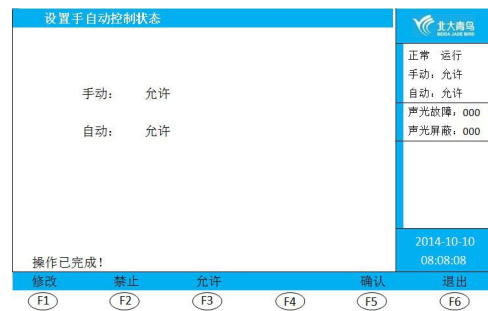 设置手自动控制状态
北大青鸟
BEIDA JADE BIRD
正常 运行
手动：允许
自动：允许
声光故障：000
声光屏蔽：000
手动： 允许
自动： 允许
2014-10-10
08:08:08
操作已完成！
修改 禁止 允许 确认 退出
F1 F2 F3 F4 F5 F6